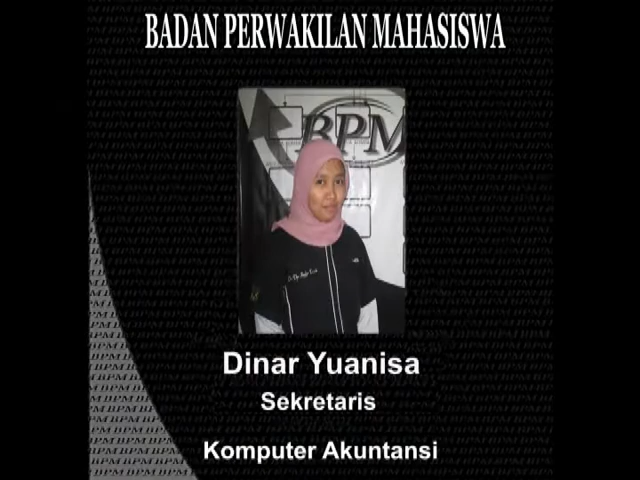 BADAN PERWAKILAN MAHASISWA
BPM
Dinar Yuanisa
Sekretaris
Komputer Akuntansi